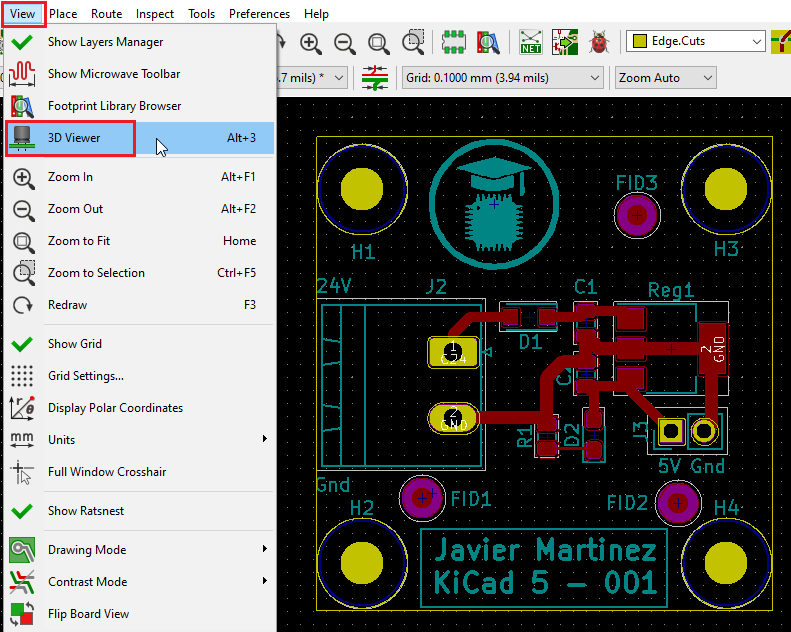 View Place Route Inspect Tools Preferences Help
Show Layers Manager
Show Microwave Toolbar
Footprint Library Browser
3D Viewer Alt+3
Zoom In Alt+F1
Zoom Out Alt+F2
Zoom to Fit Home
Zoom to Selection Ctrl+F5
Redraw F3
Show Grid
Grid Settings...
Display Polar Coordinates
mm Units
Full Window Crosshair
Show Ratsnest
Drawing Mode
Contrast Mode
Flip Board View
NET
Edge.Cuts
.7 mils) *
Grid: 0.1000 mm (3.94 mils)
Zoom Auto
FID3
H1
H3
24V
J2
C1
Reg1
1
D1
2
GND
2
GND
R1
D2
J3
5V Gnd
Gnd
H2
FID1
FID2
H4
Javier Martinez
KiCad 5 - 001